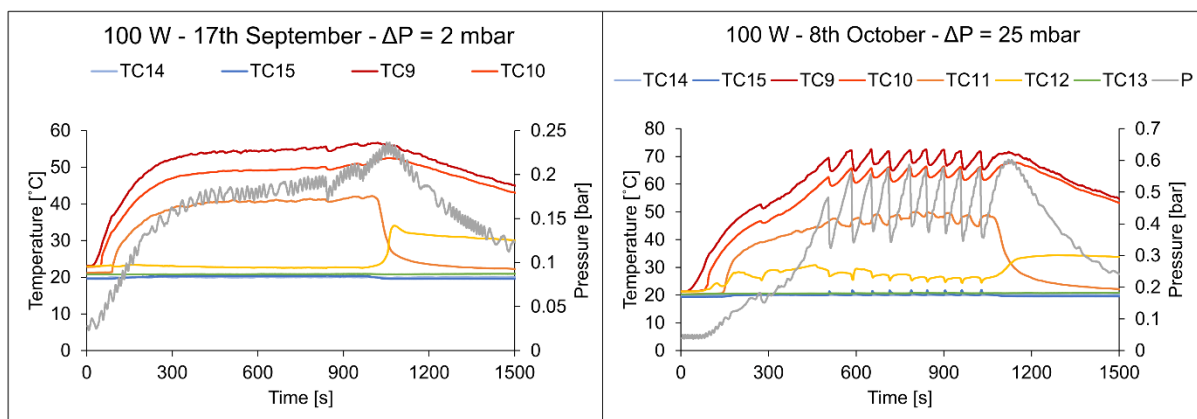 100 W - 17th September - ΔP = 2 mbar
TC14 TC15 TC9 TC10
Temperature [˚C]
60
50
40
30
20
10
0
0.25
0.2
0.15
0.1
0.05
0
Pressure [bar]
0 300 600 900 1200 1500
Time [s]
100 W - 8th October - ΔP = 25 mbar
TC14 TC15 TC9 TC10 TC11 TC12 TC13 P
Temperature [˚C]
80
70
60
50
40
30
20
10
0
0.7
0.6
0.5
0.4
0.3
0.2
0.1
0
Pressure [bar]
0 300 600 900 1200 1500
Time [s]